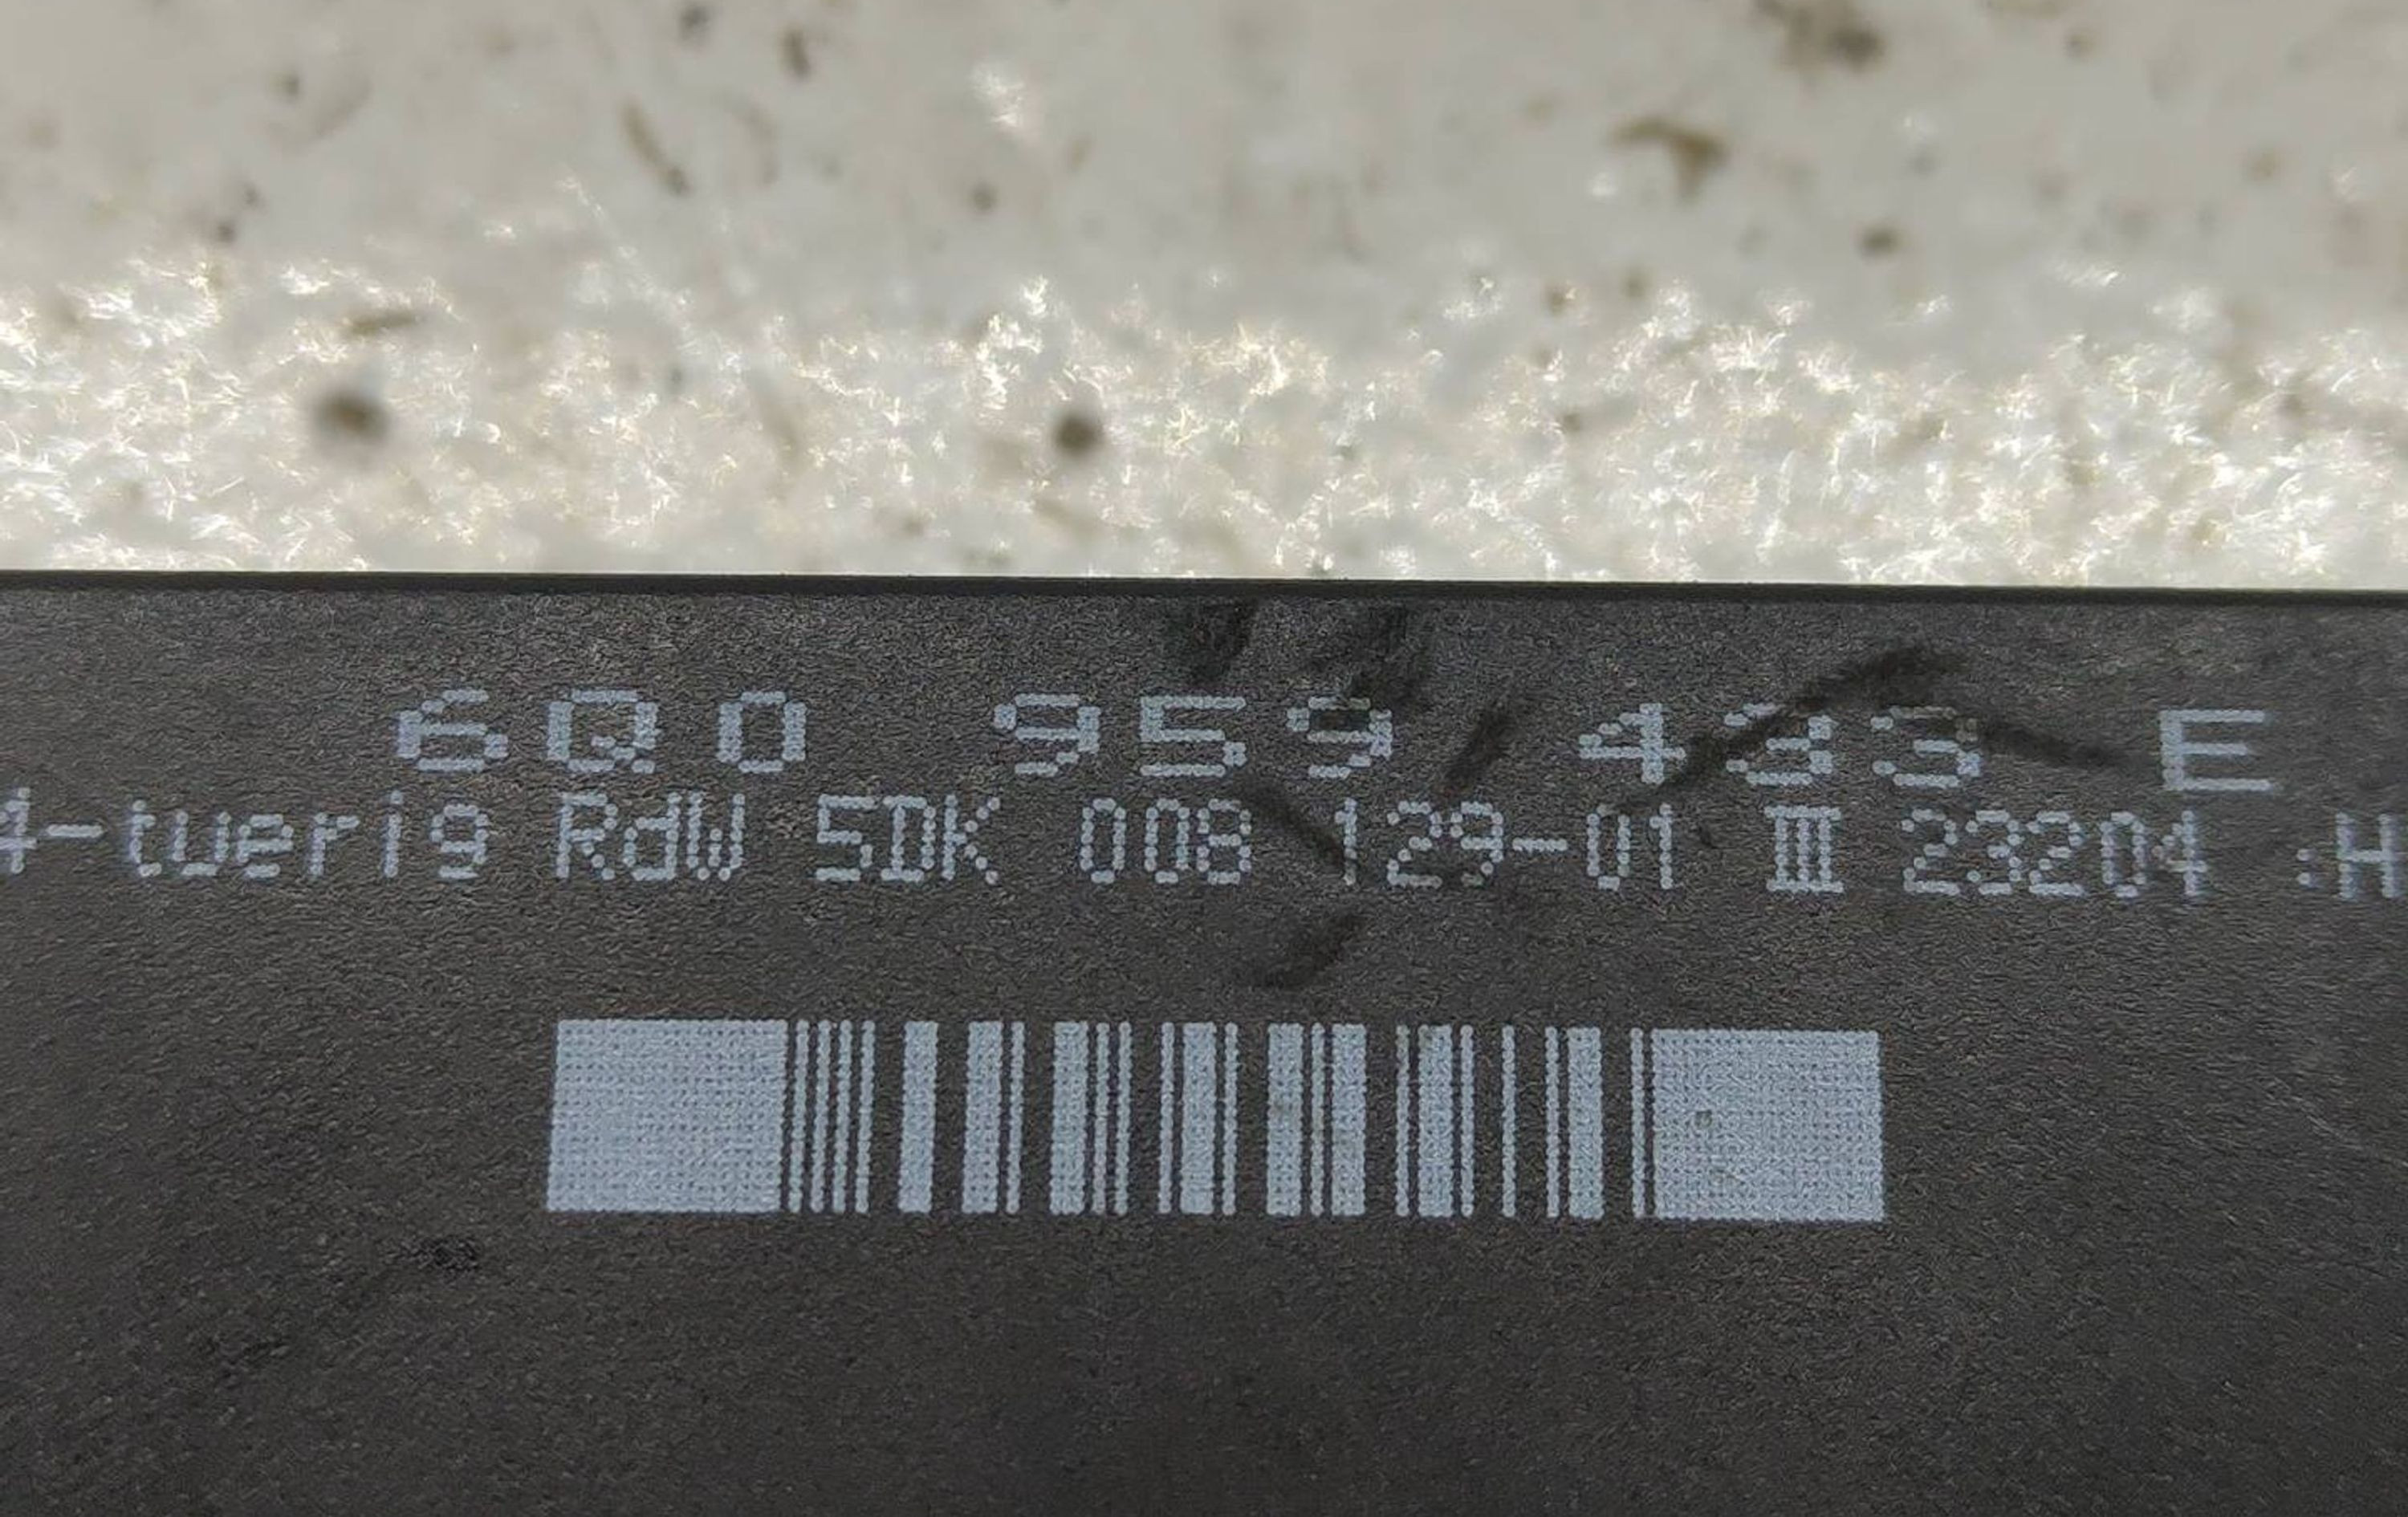 6Q0 959 433 E
4-tuerig RdW 5DK 008 129-01 III 23204 :H